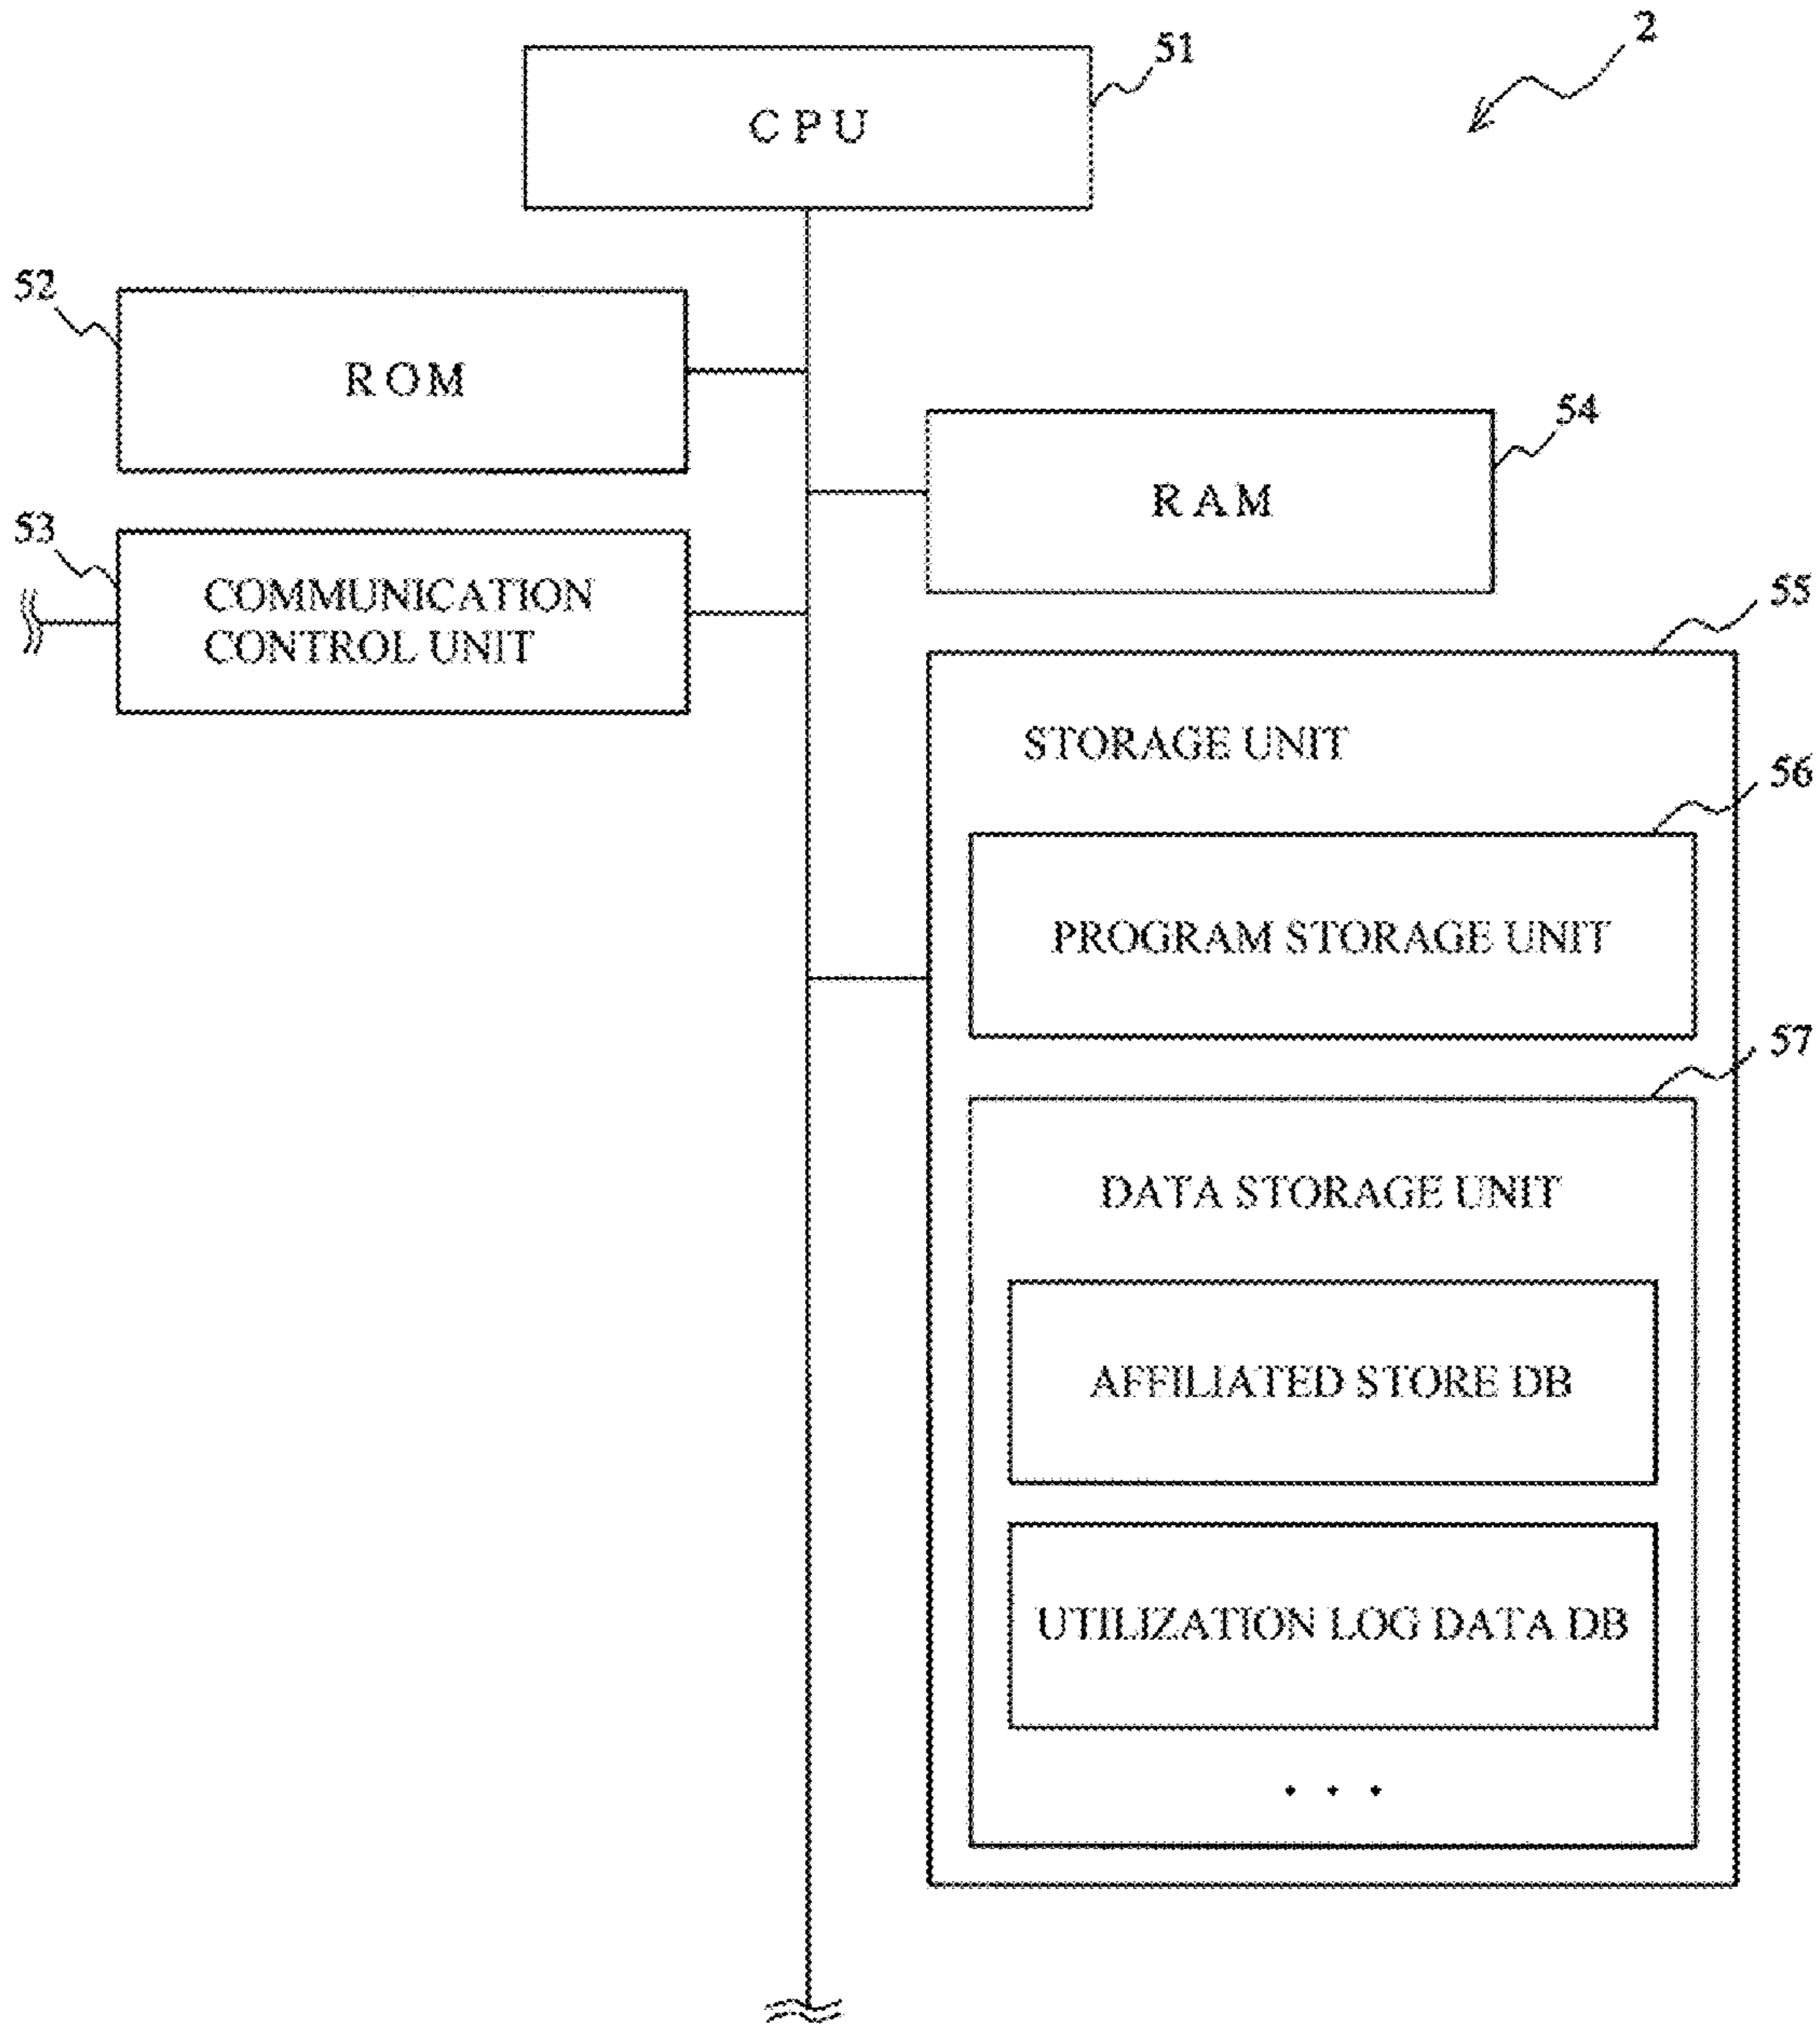 2
51
CPU
52
ROM
54
RAM
53
COMMUNICATION
CONTROL UNIT
55
STORAGE UNIT
56
PROGRAM STORAGE UNIT
57
DATA STORAGE UNIT
AFFILIATED STORE DB
UTILIZATION LOG DATA DB
. . .